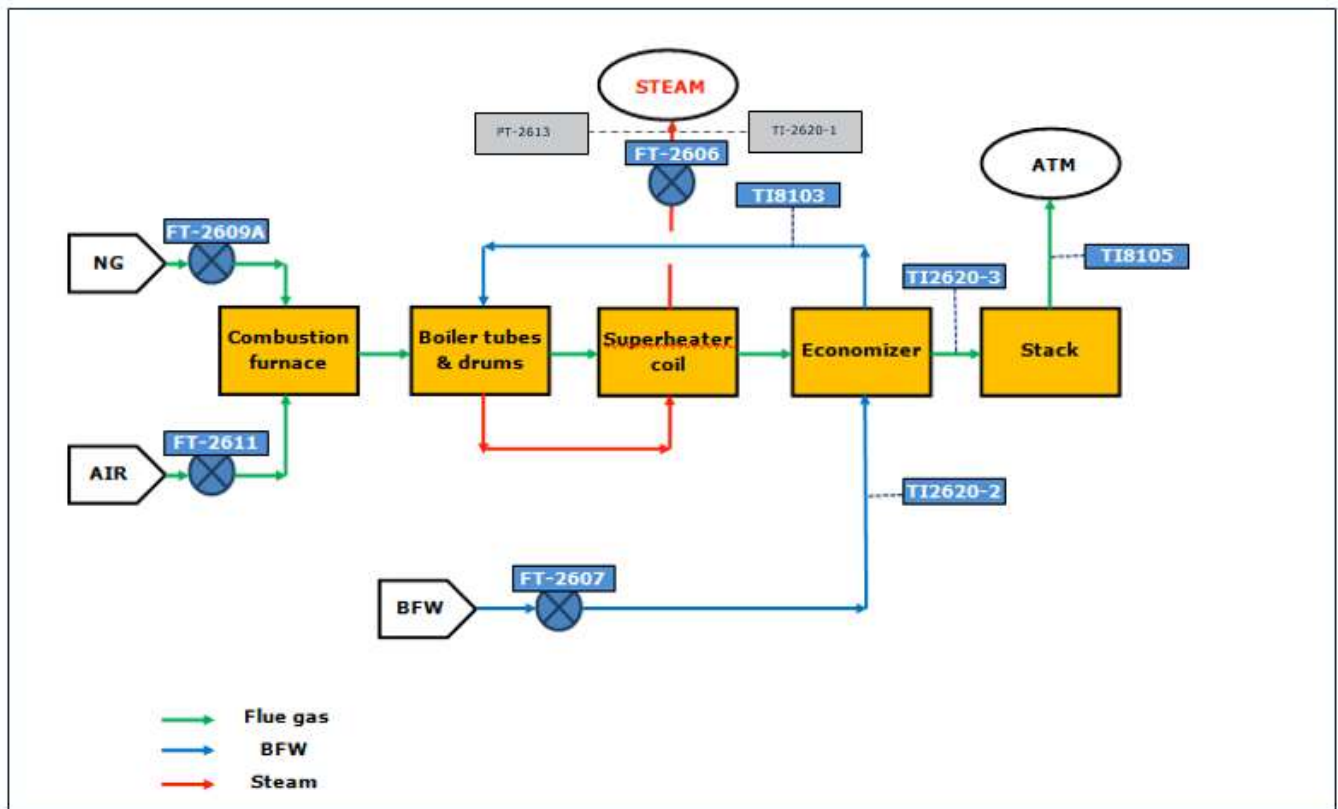 STEAM
PT-2613
TI-2620-1
FT-2606
ATM
TI8103
FT-2609A
NG
TI8105
TI2620-3
Combustion
furnace
Boiler tubes
& drums
Superheater
coil
Economizer
Stack
FT-2611
AIR
TI2620-2
FT-2607
BFW
Flue gas
BFW
Steam